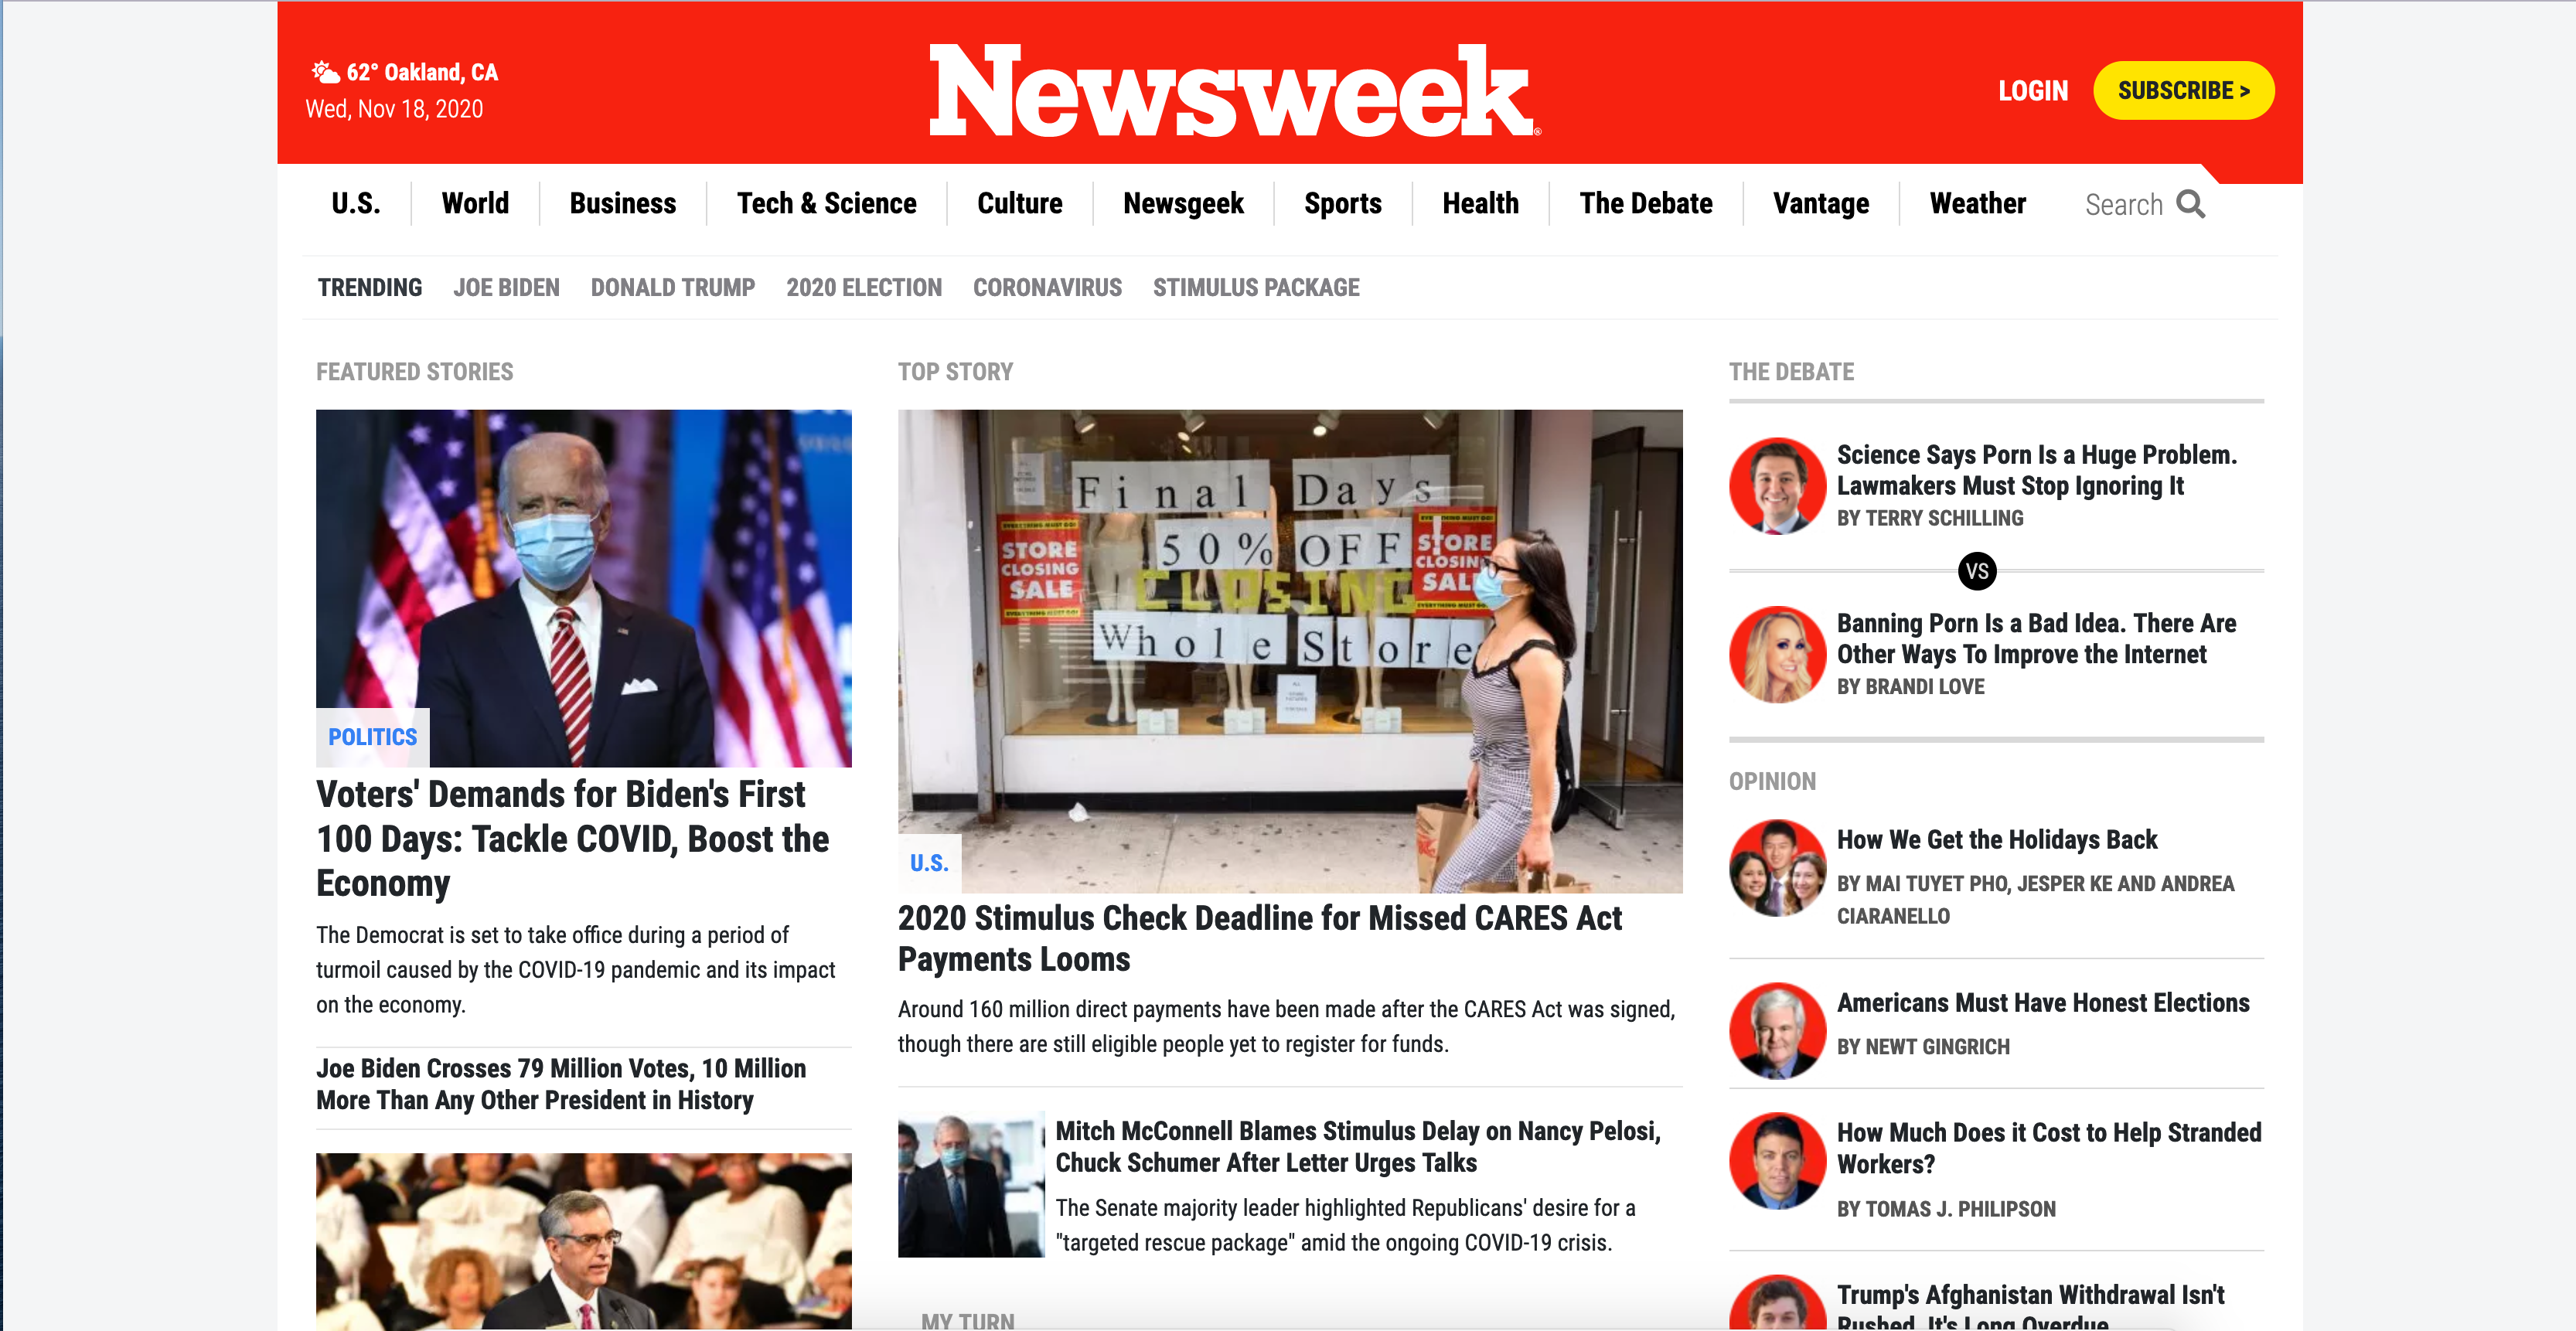 62° Oakland, CA
Wed, Nov 18, 2020
Newsweek
LOGIN
SUBSCRIBE >
U.S.
World
Business
Tech & Science
Culture
Newsgeek
Sports
Health
The Debate
Vantage
Weather
Search
TRENDING
JOE BIDEN
DONALD TRUMP
2020 ELECTION
CORONAVIRUS
STIMULUS PACKAGE
FEATURED STORIES
POLITICS
Voters' Demands for Biden's First
100 Days: Tackle COVID, Boost the
Economy
The Democrat is set to take office during a period of
turmoil caused by the COVID-19 pandemic and its impact
on the economy.
Joe Biden Crosses 79 Million Votes, 10 Million
More Than Any Other President in History
TOP STORY
Final Days
50% OFF
CLOSING
Whole Store
EVERYTHING MUST GO!
STORE
CLOSING
SALE
EVERYTHING MUST GO!
STORE
CLOSING
SALE
EVERYTHING MUST GO!
U.S.
2020 Stimulus Check Deadline for Missed CARES Act
Payments Looms
Around 160 million direct payments have been made after the CARES Act was signed,
though there are still eligible people yet to register for funds.
Mitch McConnell Blames Stimulus Delay on Nancy Pelosi,
Chuck Schumer After Letter Urges Talks
The Senate majority leader highlighted Republicans' desire for a
"targeted rescue package" amid the ongoing COVID-19 crisis.
MY TURN
THE DEBATE
Science Says Porn Is a Huge Problem.
Lawmakers Must Stop Ignoring It
BY TERRY SCHILLING
VS
Banning Porn Is a Bad Idea. There Are
Other Ways To Improve the Internet
BY BRANDI LOVE
OPINION
How We Get the Holidays Back
BY MAI TUYET PHO, JESPER KE AND ANDREA
CIARANELLO
Americans Must Have Honest Elections
BY NEWT GINGRICH
How Much Does it Cost to Help Stranded
Workers?
BY TOMAS J. PHILIPSON
Trump's Afghanistan Withdrawal Isn't
Rushed. It's Long Overdue